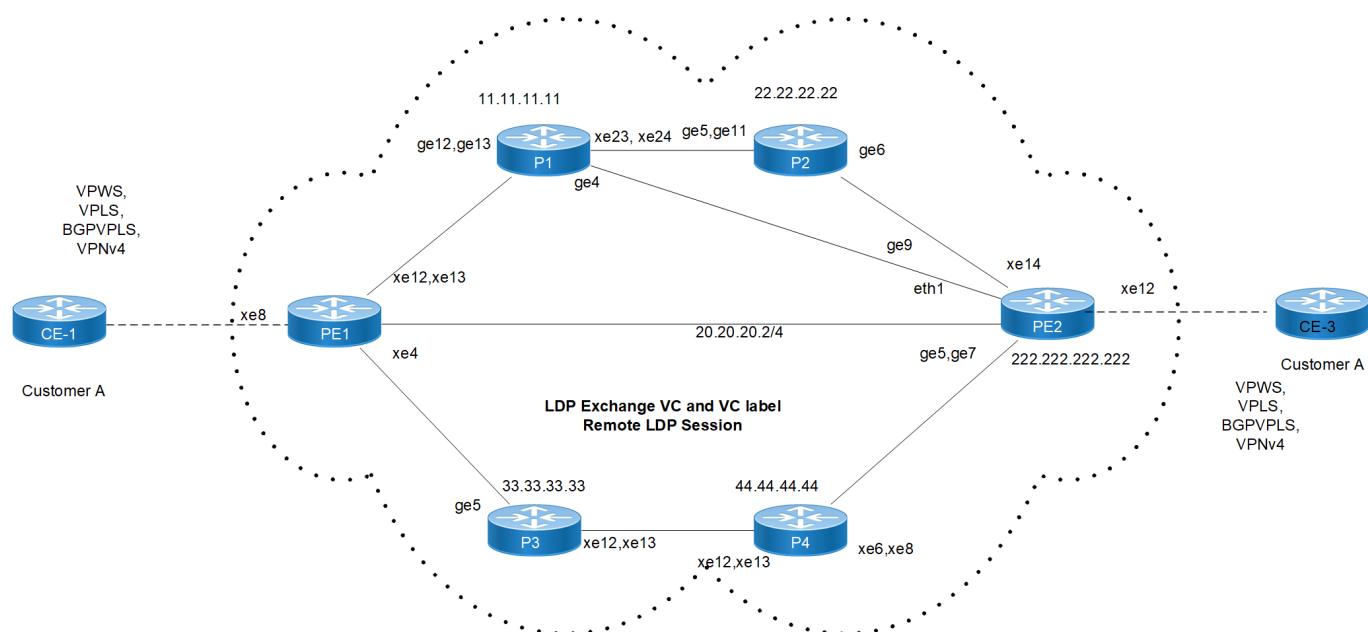 11.11.11.11
22.22.22.22
ge12,ge13
xe23, xe24
ge5,ge11
P1
P2
ge6
ge4
VPWS,
VPLS,
BGPVPLS,
VPNv4
ge9
xe12,xe13
xe14
eth1
xe12
xe8
CE-1
PE1
PE2
CE-3
20.20.20.2/4
xe4
ge5,ge7
222.222.222.222
Customer A
Customer A
VPWS,
VPLS,
BGPVPLS,
VPNv4
LDP Exchange VC and VC label
Remote LDP Session
33.33.33.33
44.44.44.44
ge5
P3
P4
xe12,xe13
xe12,xe13
xe6,xe8